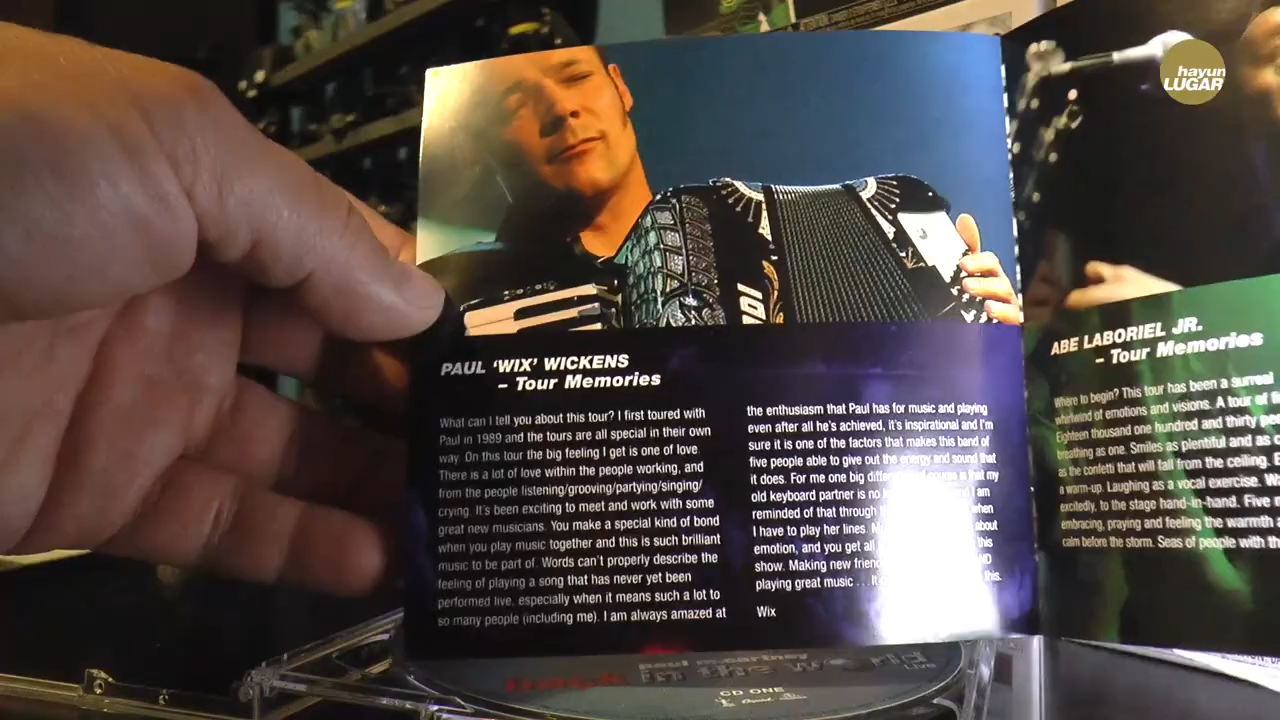 hayun
LUGAR
PAUL 'WIX' WICKENS
– Tour Memories
What can I tell you about this tour? I first toured with
Paul in 1989 and the tours are all special in their own
way. On this tour the big feeling I get is one of love.
There is a lot of love within the people working, and
from the people listening/grooving/partying/singing/
crying. It's been exciting to meet and work with some
great new musicians. You make a special kind of bond
when you play music together and this is such brilliant
music to be part of. Words can't properly describe the
feeling of playing a song that has never yet been
performed live, especially when it means such a lot to
so many people (including me). I am always amazed at
the enthusiasm that Paul has for music and playing
even after all he's achieved, it's inspirational and I'm
sure it is one of the factors that makes this band of
five people able to give out the energy and sound that
it does. For me one big course is that my
old keyboard partner is no I am
reminded of that through when
I have to play her lines. about
emotion, and you get all this
show. Making new
playing great music ... this.
Wix
ABE LABORIEL JR.
– Tour Memories
Where to begin? This tour has been a surreal
whirlwind of emotions and visions. A tour of
Eighteen thousand one hundred and thirty
breathing as one. Smiles as plentiful and as
as the confetti that will fall from the ceiling.
a warm-up. Laughing as a vocal exercise.
excitedly, to the stage hand-in-hand. Five
embracing, praying and feeling the warmth
calm before the storm. Seas of people with
paul mccartney
back in the world
Live
CD ONE